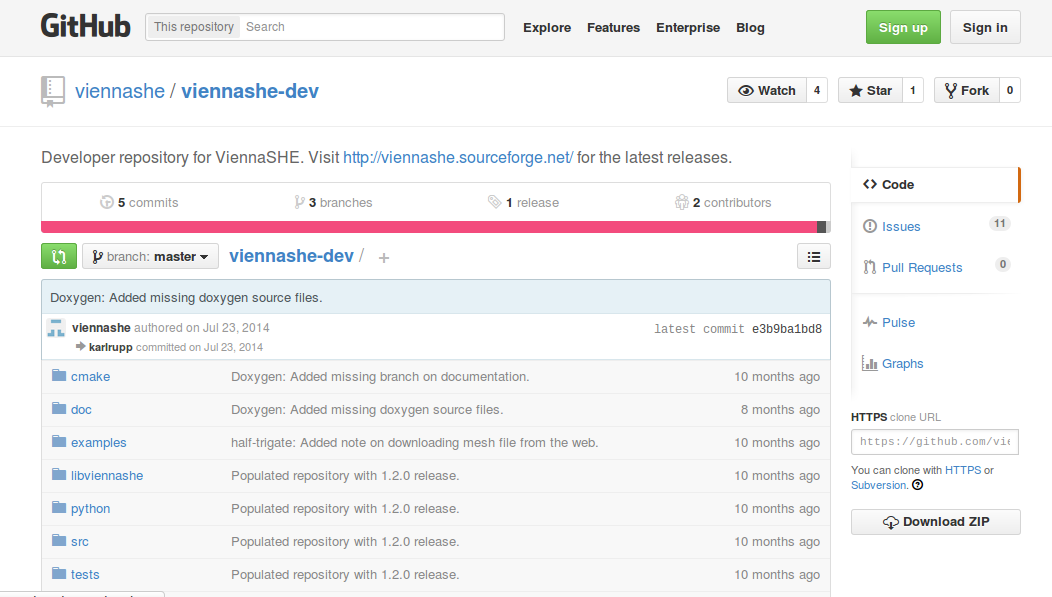 GitHub This repository Search Explore Features Enterprise Blog Sign up Sign in
viennashe / viennashe-dev Watch 4 Star 1 Fork 0
Developer repository for ViennaSHE. Visit http://viennashe.sourceforge.net/ for the latest releases.
5 commits 3 branches 1 release 2 contributors
branch: master viennashe-dev / +
Doxygen: Added missing doxygen source files.
viennashe authored on Jul 23, 2014 latest commit e3b9ba1bd8
karlrupp committed on Jul 23, 2014
cmake Doxygen: Added missing branch on documentation. 10 months ago
doc Doxygen: Added missing doxygen source files. 8 months ago
examples half-trigate: Added note on downloading mesh file from the web. 10 months ago
libviennashe Populated repository with 1.2.0 release. 10 months ago
python Populated repository with 1.2.0 release. 10 months ago
src Populated repository with 1.2.0 release. 10 months ago
tests Populated repository with 1.2.0 release. 10 months ago
Code
Issues 11
Pull Requests 0
Pulse
Graphs
HTTPS clone URL
https://github.com/vie
You can clone with HTTPS or
Subversion.
Download ZIP